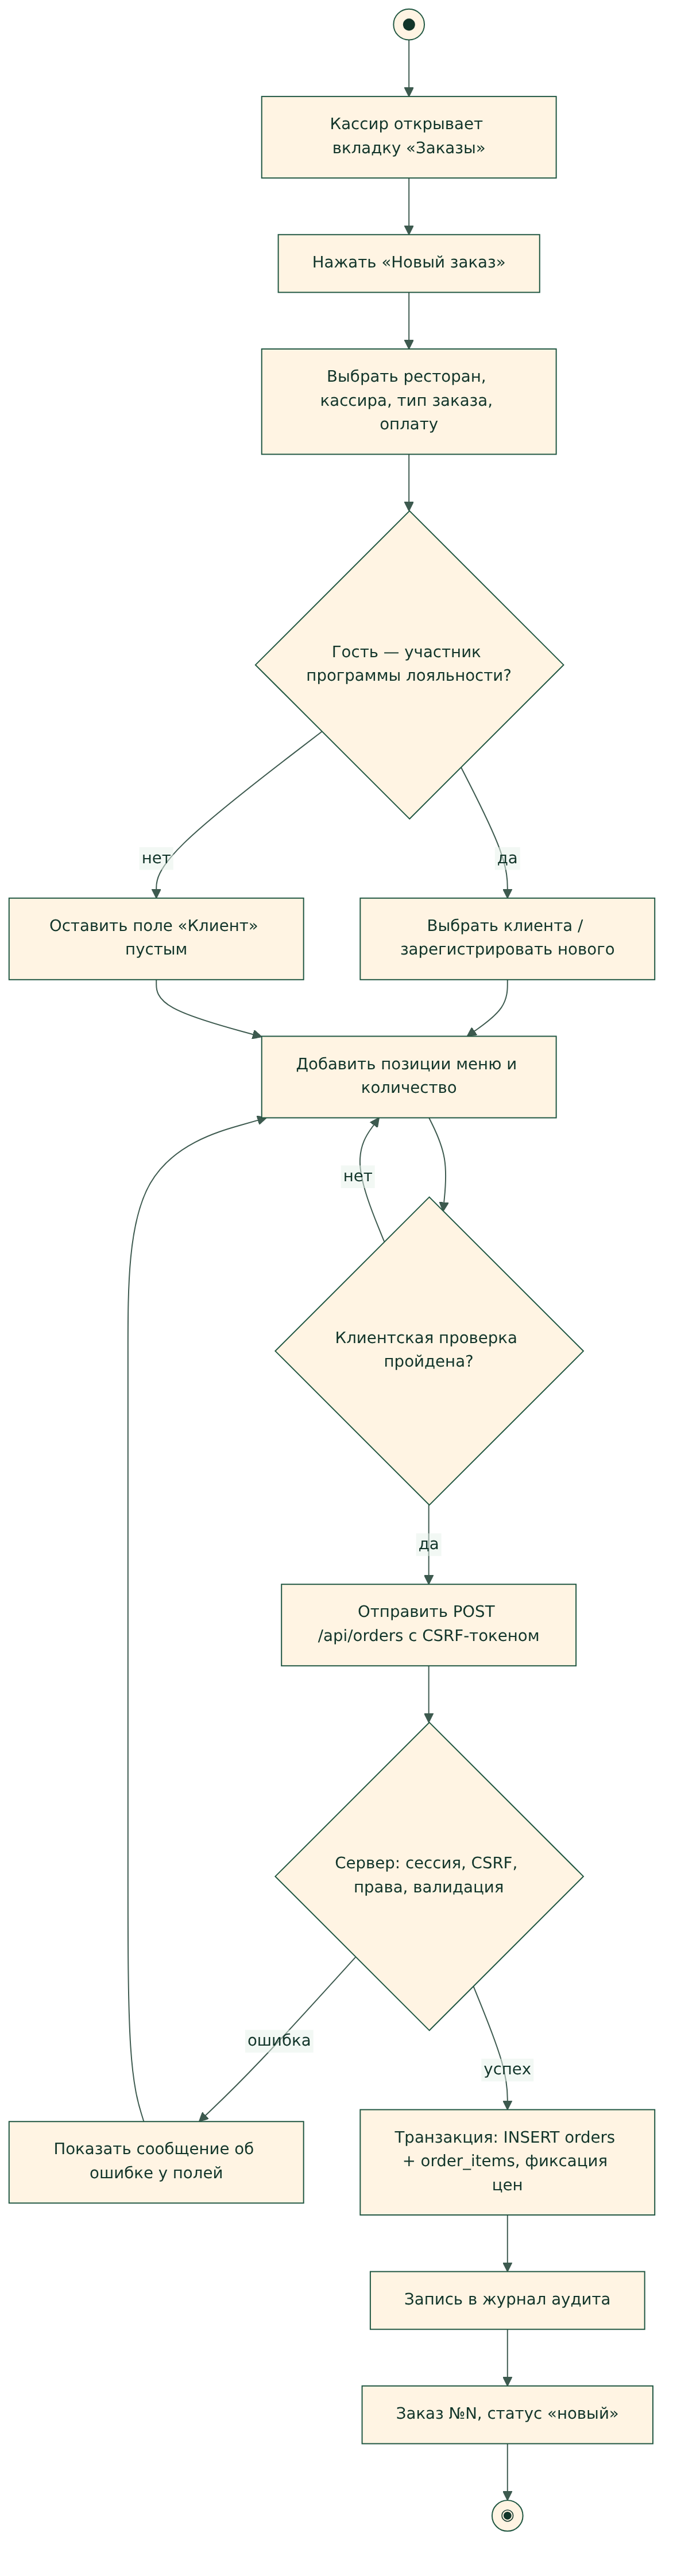 Кассир открывает
вкладку «Заказы»
Нажать «Новый заказ»
Выбрать ресторан,
кассира, тип заказа,
оплату
Гость — участник
программы лояльности?
нет
да
Оставить поле «Клиент»
пустым
Выбрать клиента /
зарегистрировать нового
Добавить позиции меню и
количество
нет
Клиентская проверка
пройдена?
да
Отправить POST
/api/orders с CSRF-токеном
Сервер: сессия, CSRF,
права, валидация
ошибка
успех
Показать сообщение об
ошибке у полей
Транзакция: INSERT orders
+ order_items, фиксация
цен
Запись в журнал аудита
Заказ №N, статус «новый»